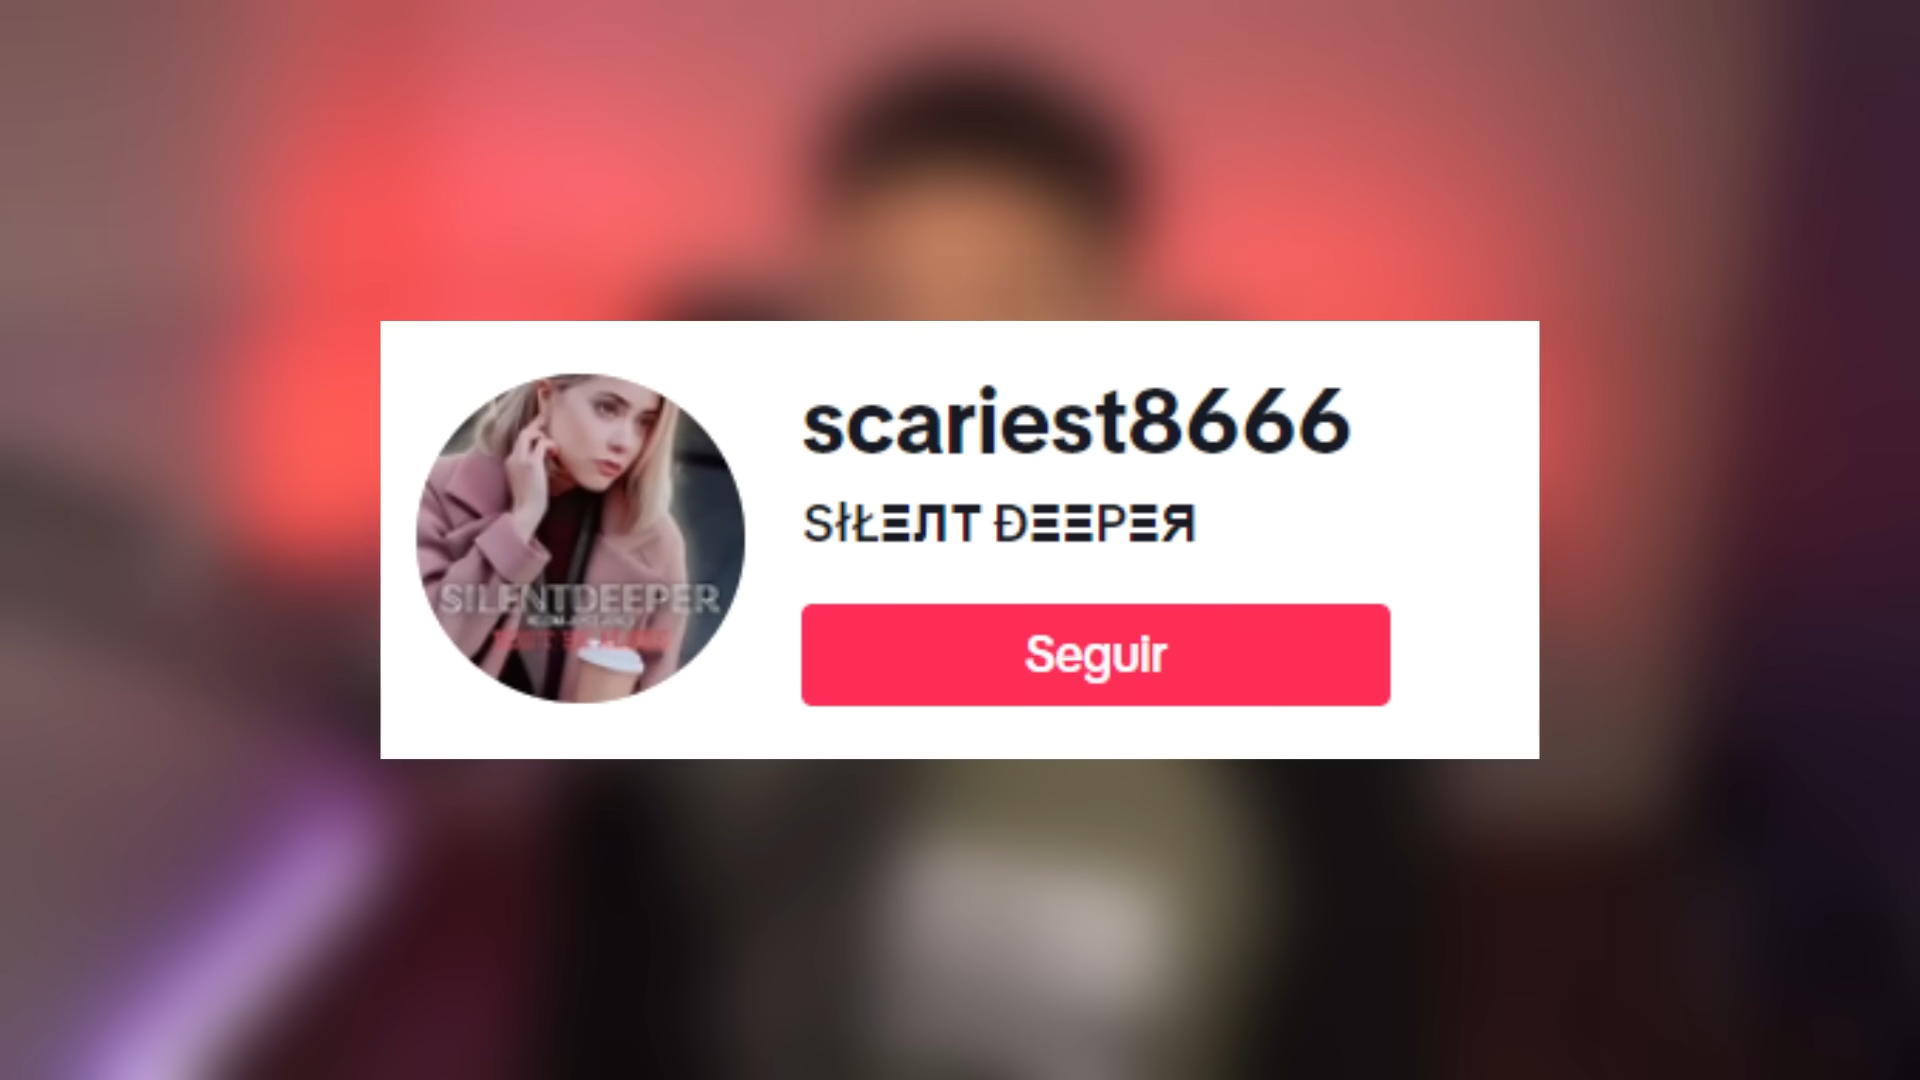 scariest8666
SłŁΞЛT ĐΞΞPΞЯ
Seguir
SILENTDEEPER